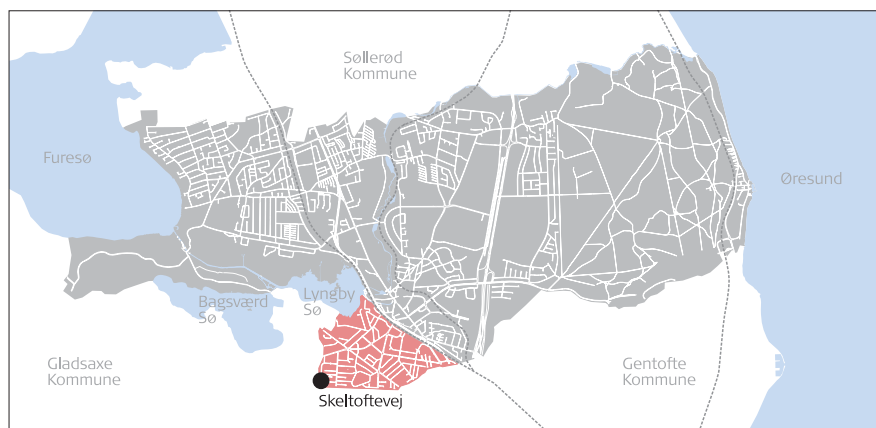 Søllerød
Kommune
Furesø
Øresund
Bagsværd
Sø
Lyngby
Sø
Gladsaxe
Kommune
Gentofte
Kommune
Skeltoftevej